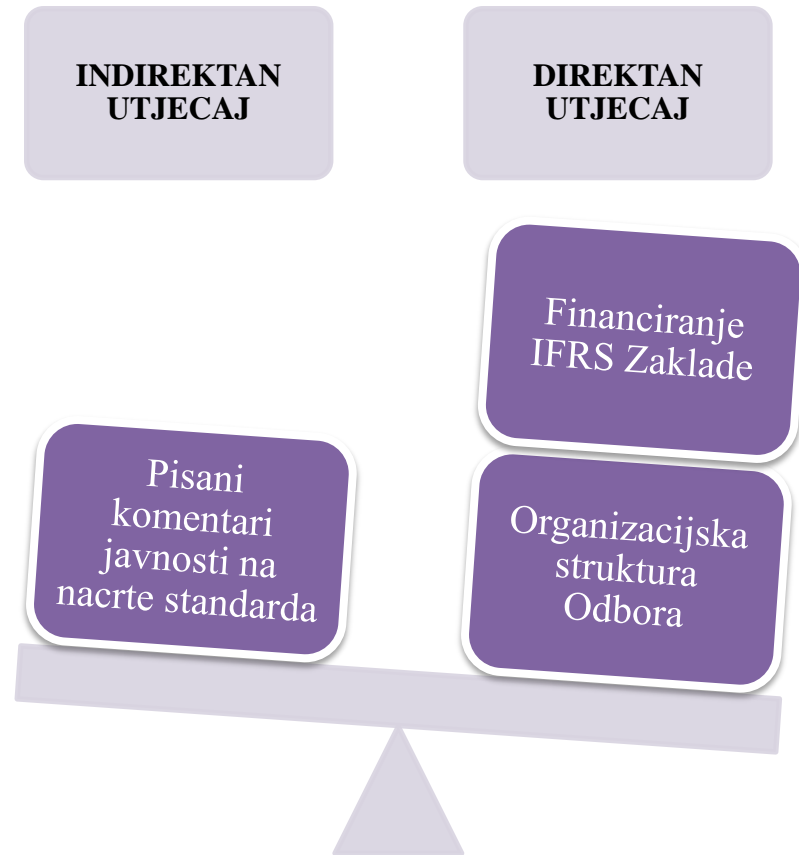 INDIREKTAN
UTJECAJ
DIREKTAN
UTJECAJ
Financiranje
IFRS Zaklade
Pisani
komentari
javnosti na
nacrte standarda
Organizacijska
struktura
Odbora